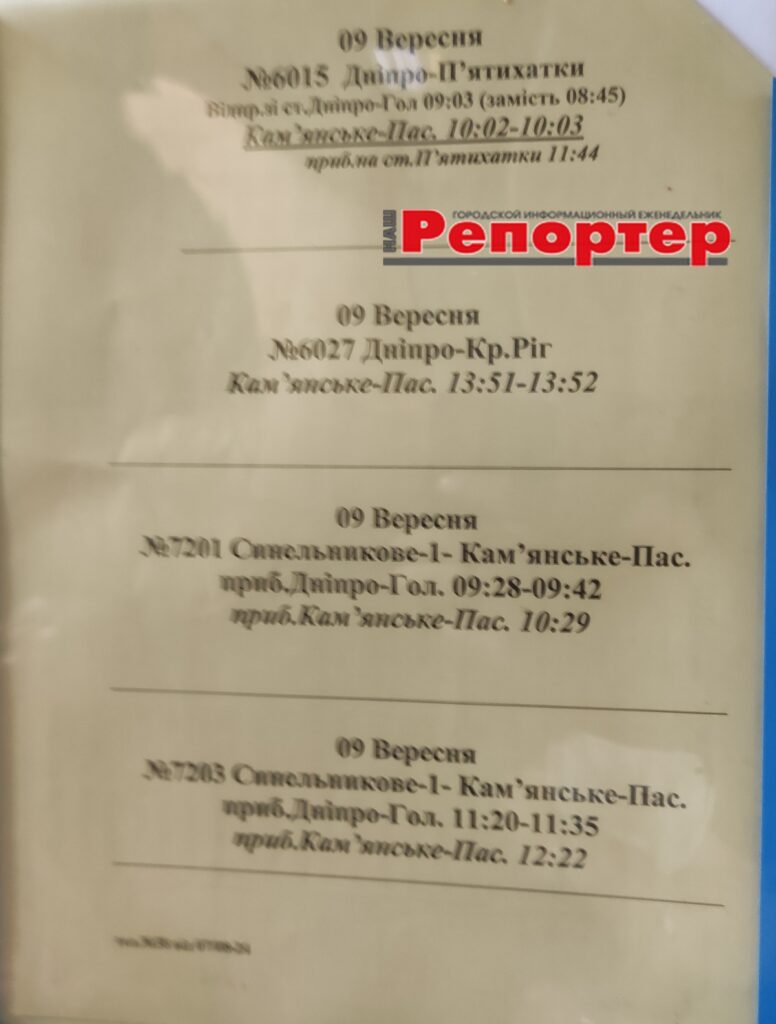 09 Вересня
№6015 Дніпро-П'ятихатки
Відпр.зі ст.Дніпро-Гол 09:03 (замість 08:45)
Кам'янське-Пас. 10:02-10:03
приб.на ст.П'ятихатки 11:44
ГОРОДСКОЙ ИНФОРМАЦИОННЫЙ ЕЖЕНЕДЕЛЬНИК
НАШ Репортер
09 Вересня
№6027 Дніпро-Кр.Ріг
Кам'янське-Пас. 13:51-13:52
09 Вересня
№7201 Синельникове-1- Кам'янське-Пас.
приб.Дніпро-Гол. 09:28-09:42
приб.Кам'янське-Пас. 10:29
09 Вересня
№7203 Синельникове-1- Кам'янське-Пас.
приб.Дніпро-Гол. 11:20-11:35
приб.Кам'янське-Пас. 12:22